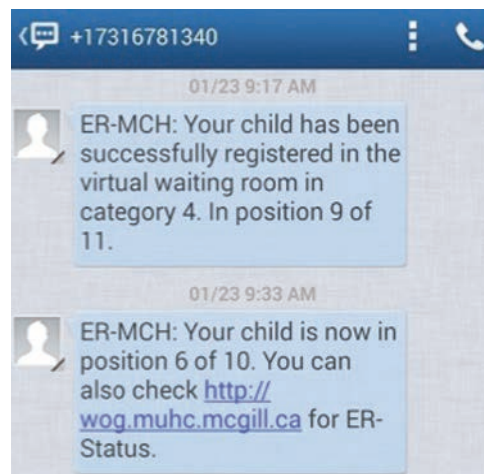 +17316781340
01/23 9:17 AM
ER-MCH: Your child has been
successfully registered in the
virtual waiting room in
category 4. In position 9 of
11.
01/23 9:33 AM
ER-MCH: Your child is now in
position 6 of 10. You can
also check http://
wog.muhc.mcgill.ca for ER-
Status.